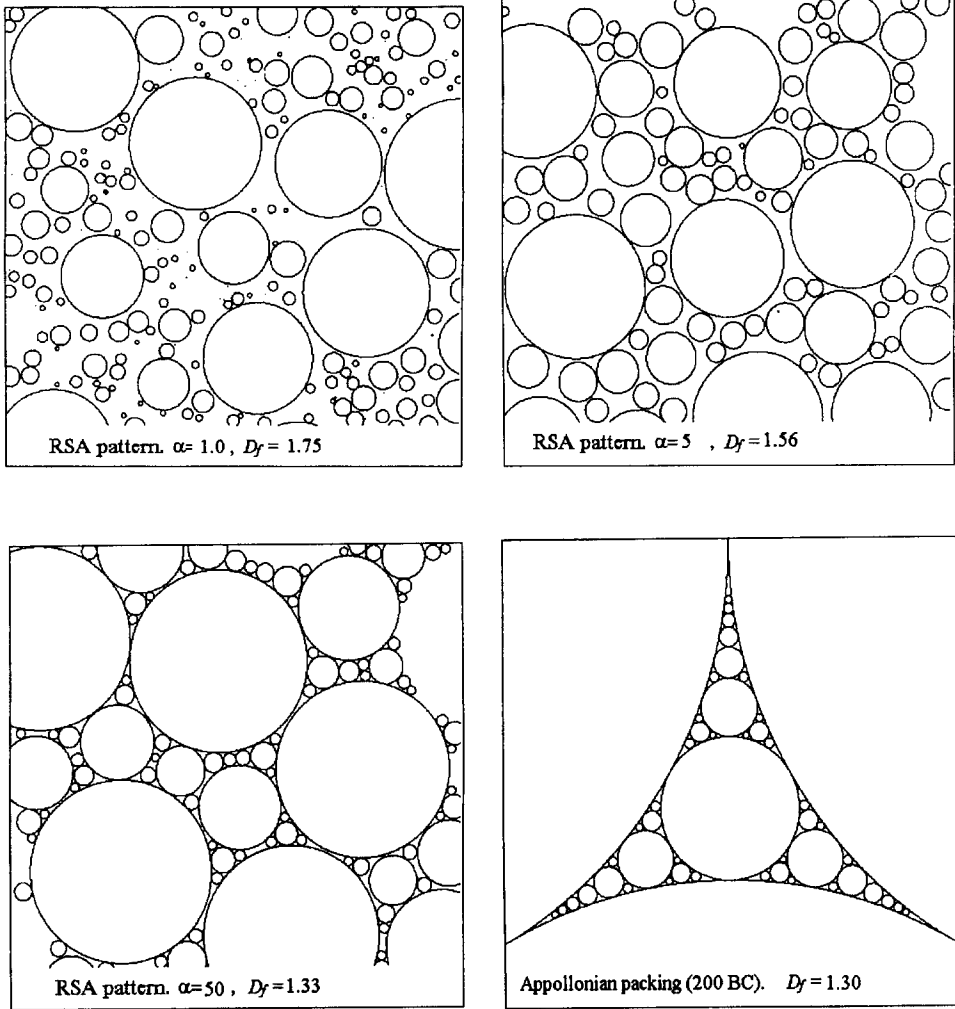 RSA pattern. α= 1.0 , Df = 1.75
RSA pattern. α=5 , Df =1.56
RSA pattern. α=50 , Df =1.33
Appollonian packing (200 BC). Df =1.30